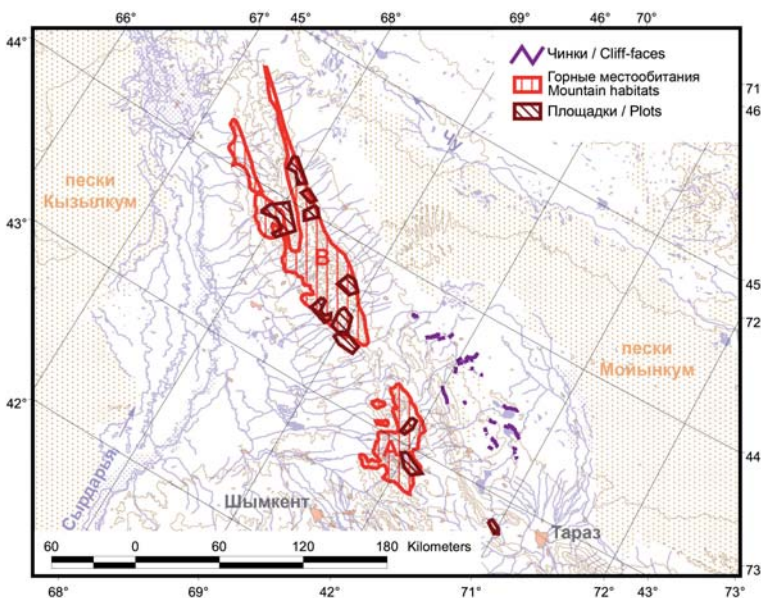 66° 67° 45° 68° 69° 46° 70°
44°
Чинки / Cliff-faces
Горные местообитания
Mountain habitats
Площадки / Plots
71
46
Чу
пески
Кызылкум
43°
B
45
72
пески
Мойынкум
42°
A
44
Сырдарья
Шымкент
Тараз
60 0 60 120 180 Kilometers
73
68° 69° 42° 71° 72° 43° 73°